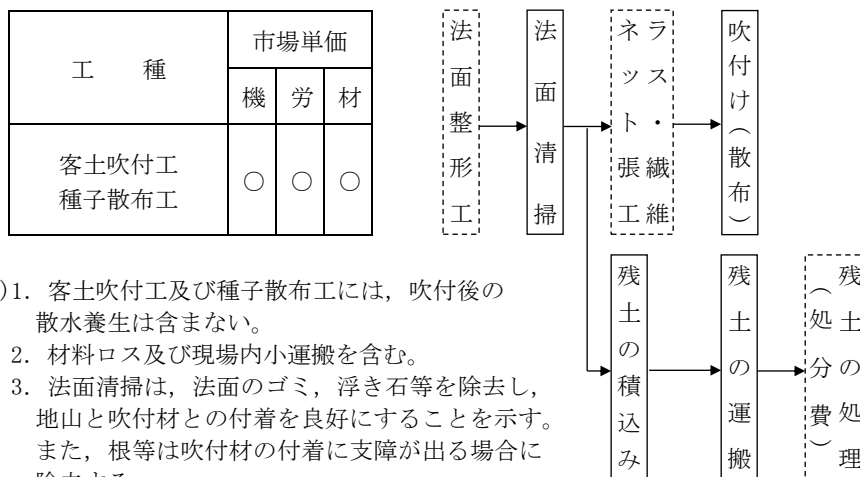 工　種
市場単価
機 労 材
客土吹付工
種子散布工
○ ○ ○
法面整形工
法面清掃
ラス・繊維
ネット張工
吹付け（散布）
残土の積込み
残土の運搬
残土の処理
（処分費）
)1. 客土吹付工及び種子散布工には，吹付後の
散水養生は含まない。
2. 材料ロス及び現場内小運搬を含む。
3. 法面清掃は，法面のゴミ，浮き石等を除去し，
地山と吹付材との付着を良好にすることを示す。
また，根等は吹付材の付着に支障が出る場合に